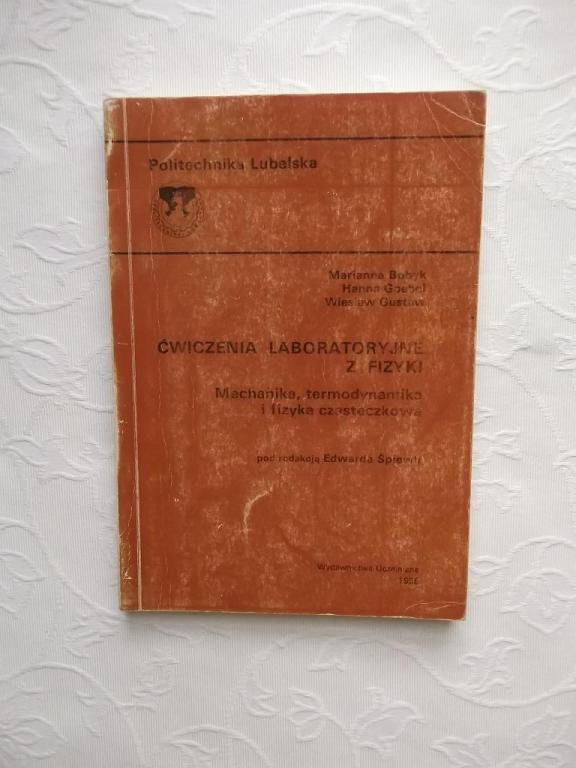 Politechnika Lubelska
Marianna Bobyk
Hanna Goebel
Wiesław Gustaw
ĆWICZENIA LABORATORYJNE
Z FIZYKI
Mechanika, termodynamika
i fizyka cząsteczkowa
pod redakcją Edwarda Śpiewla
Wydawnictwa Uczelniane